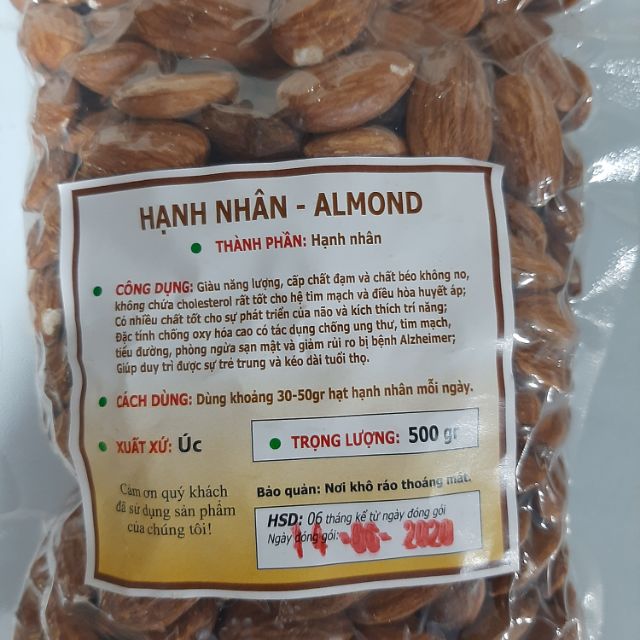 HẠNH NHÂN - ALMOND
THÀNH PHẦN: Hạnh nhân
CÔNG DỤNG: Giàu năng lượng, cấp chất đạm và chất béo không no,
không chứa cholesterol rất tốt cho hệ tim mạch và điều hòa huyết áp;
Có nhiều chất tốt cho sự phát triển của não và kích thích trí năng;
Đặc tính chống oxy hóa cao có tác dụng chống ung thư, tim mạch,
tiểu đường, phòng ngừa sạn mật và giảm rủi ro bị bệnh Alzheimer;
Giúp duy trì được sự trẻ trung và kéo dài tuổi thọ.
CÁCH DÙNG: Dùng khoảng 30-50gr hạt hạnh nhân mỗi ngày.
XUẤT XỨ: Úc
TRỌNG LƯỢNG: 500 gr
Cảm ơn quý khách
đã sử dụng sản phẩm
của chúng tôi!
Bảo quản: Nơi khô ráo thoáng mát.
HSD: 06 tháng kể từ ngày đóng gói
Ngày đóng gói: 14-06-2020